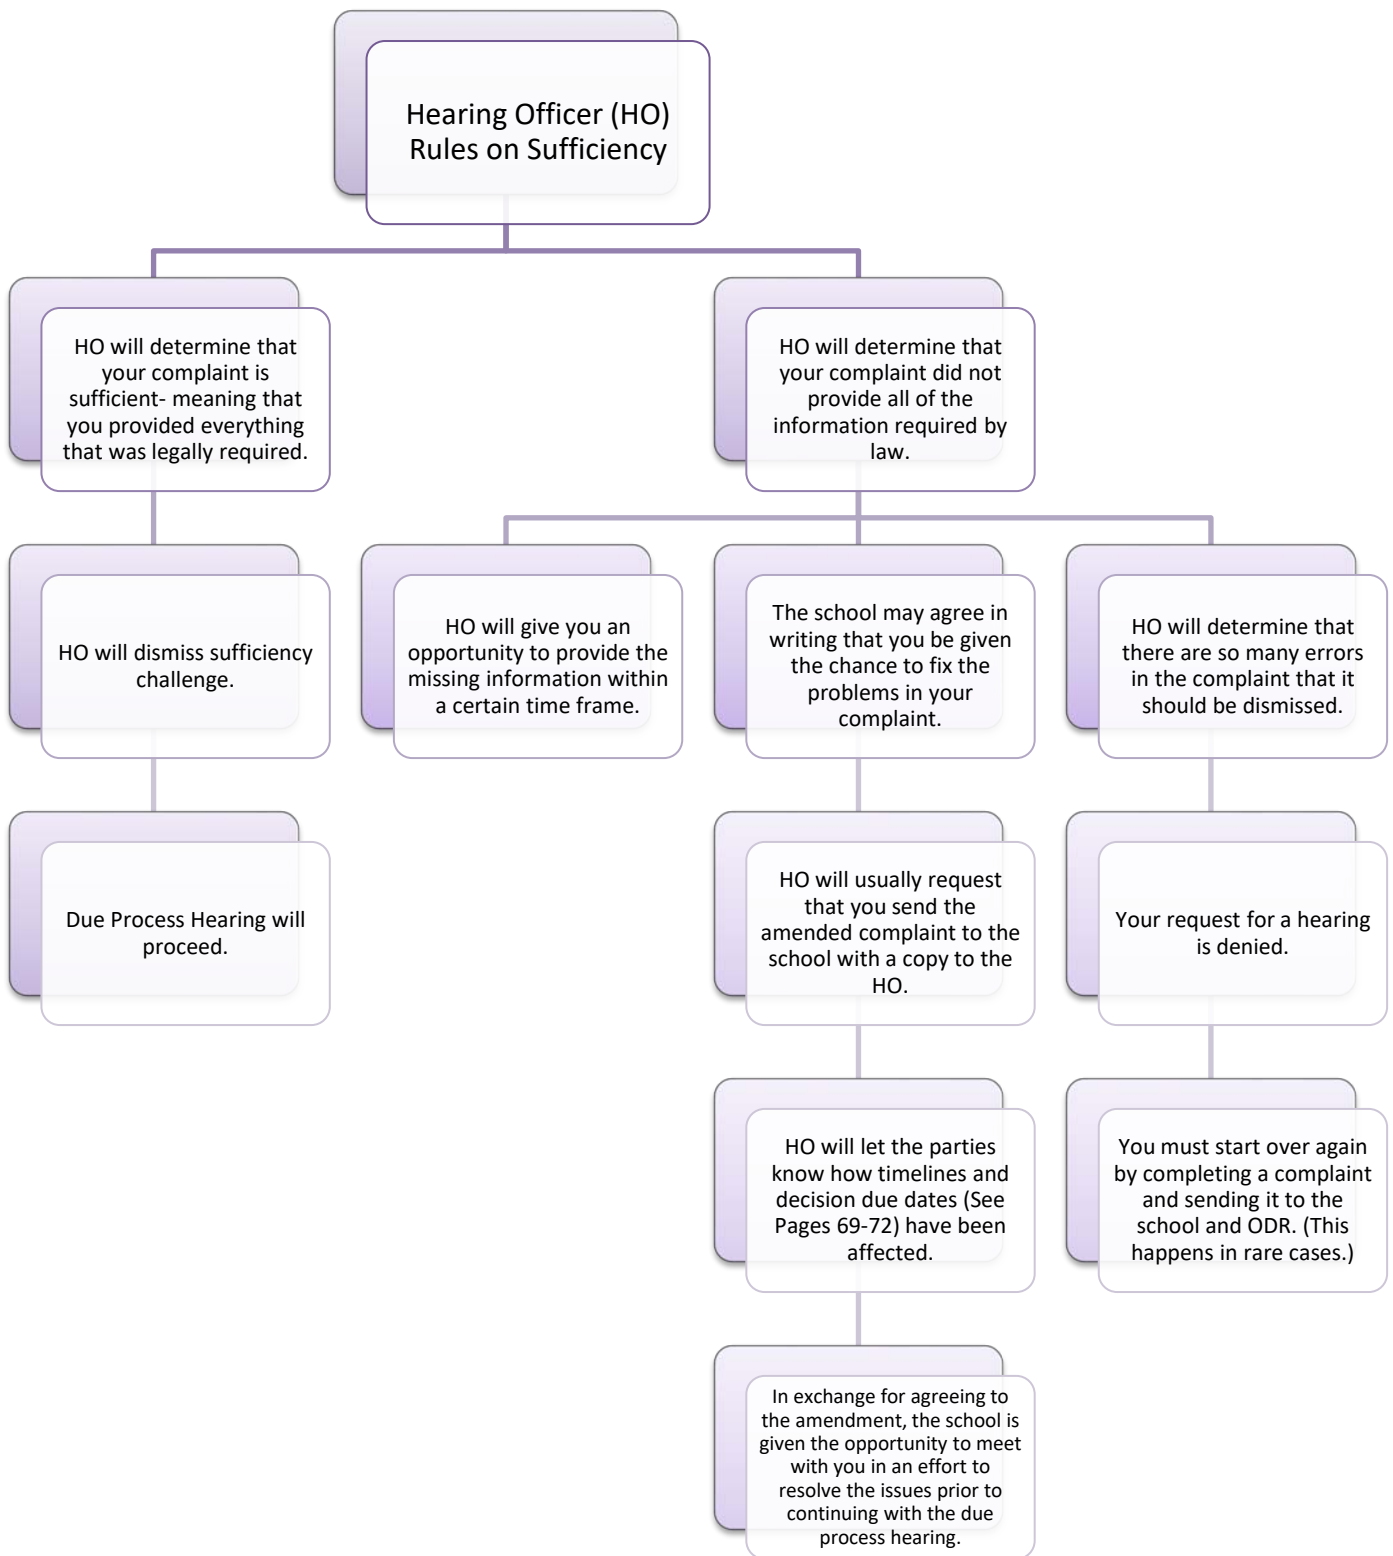 Hearing Officer (HO)
Rules on Sufficiency
HO will determine that
your complaint is
sufficient- meaning that
you provided everything
that was legally required.
HO will determine that
your complaint did not
provide all of the
information required by
law.
HO will dismiss sufficiency
challenge.
HO will give you an
opportunity to provide the
missing information within
a certain time frame.
The school may agree in
writing that you be given
the chance to fix the
problems in your
complaint.
HO will determine that
there are so many errors
in the complaint that it
should be dismissed.
Due Process Hearing will
proceed.
HO will usually request
that you send the
amended complaint to the
school with a copy to the
HO.
Your request for a hearing
is denied.
HO will let the parties
know how timelines and
decision due dates (See
Pages 69-72) have been
affected.
You must start over again
by completing a complaint
and sending it to the
school and ODR. (This
happens in rare cases.)
In exchange for agreeing to
the amendment, the school is
given the opportunity to meet
with you in an effort to
resolve the issues prior to
continuing with the due
process hearing.